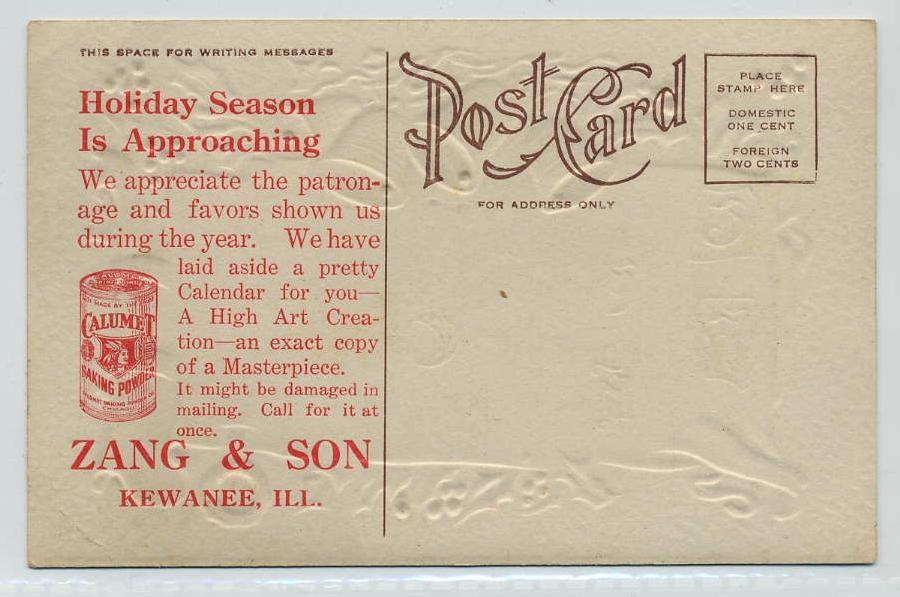 THIS SPACE FOR WRITING MESSAGES
Holiday Season
Is Approaching
We appreciate the patron-
age and favors shown us
during the year. We have
laid aside a pretty
Calendar for you—
A High Art Crea-
tion—an exact copy
of a Masterpiece.
It might be damaged in
mailing. Call for it at
once.
CALUMET
BAKING POWDER
CHICAGO
ZANG & SON
KEWANEE, ILL.
Post Card
FOR ADDRESS ONLY
PLACE
STAMP HERE
DOMESTIC
ONE CENT
FOREIGN
TWO CENTS